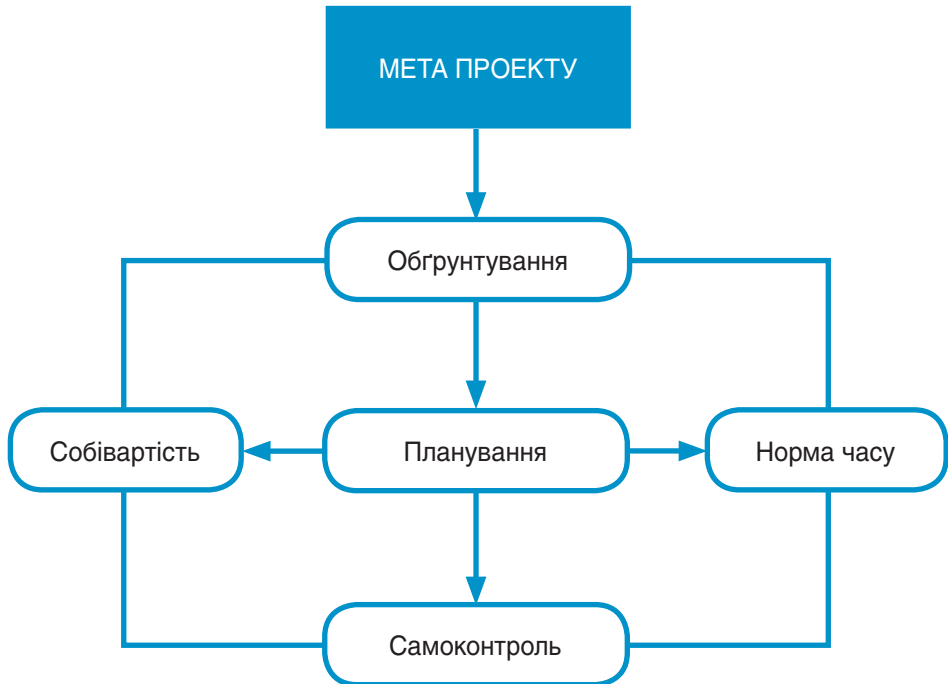 МЕТА ПРОЕКТУ
Обґрунтування
Собівартість
Планування
Норма часу
Самоконтроль